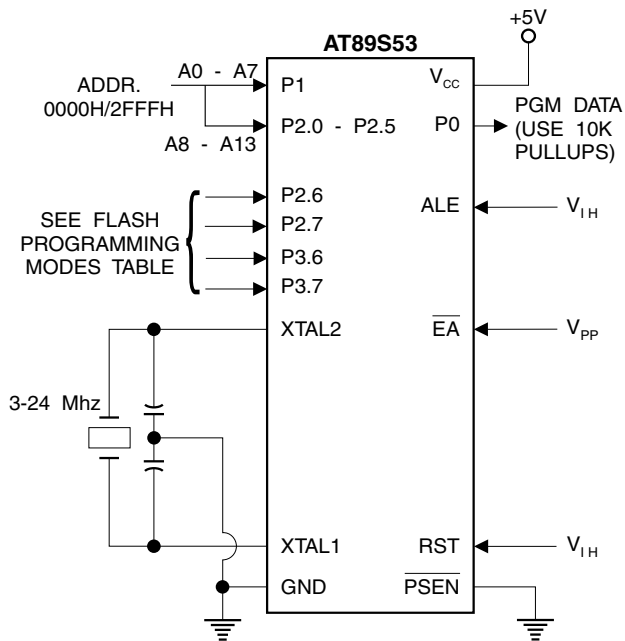 +5V
AT89S53
A0 - A7
ADDR.
0000H/2FFFH
P1
VCC
A8 - A13
P2.0 - P2.5
P0
PGM DATA
(USE 10K
PULLUPS)
SEE FLASH
PROGRAMMING
MODES TABLE
P2.6
P2.7
P3.6
P3.7
ALE
VIH
XTAL2
EA
VPP
3-24 Mhz
XTAL1
RST
VIH
GND
PSEN